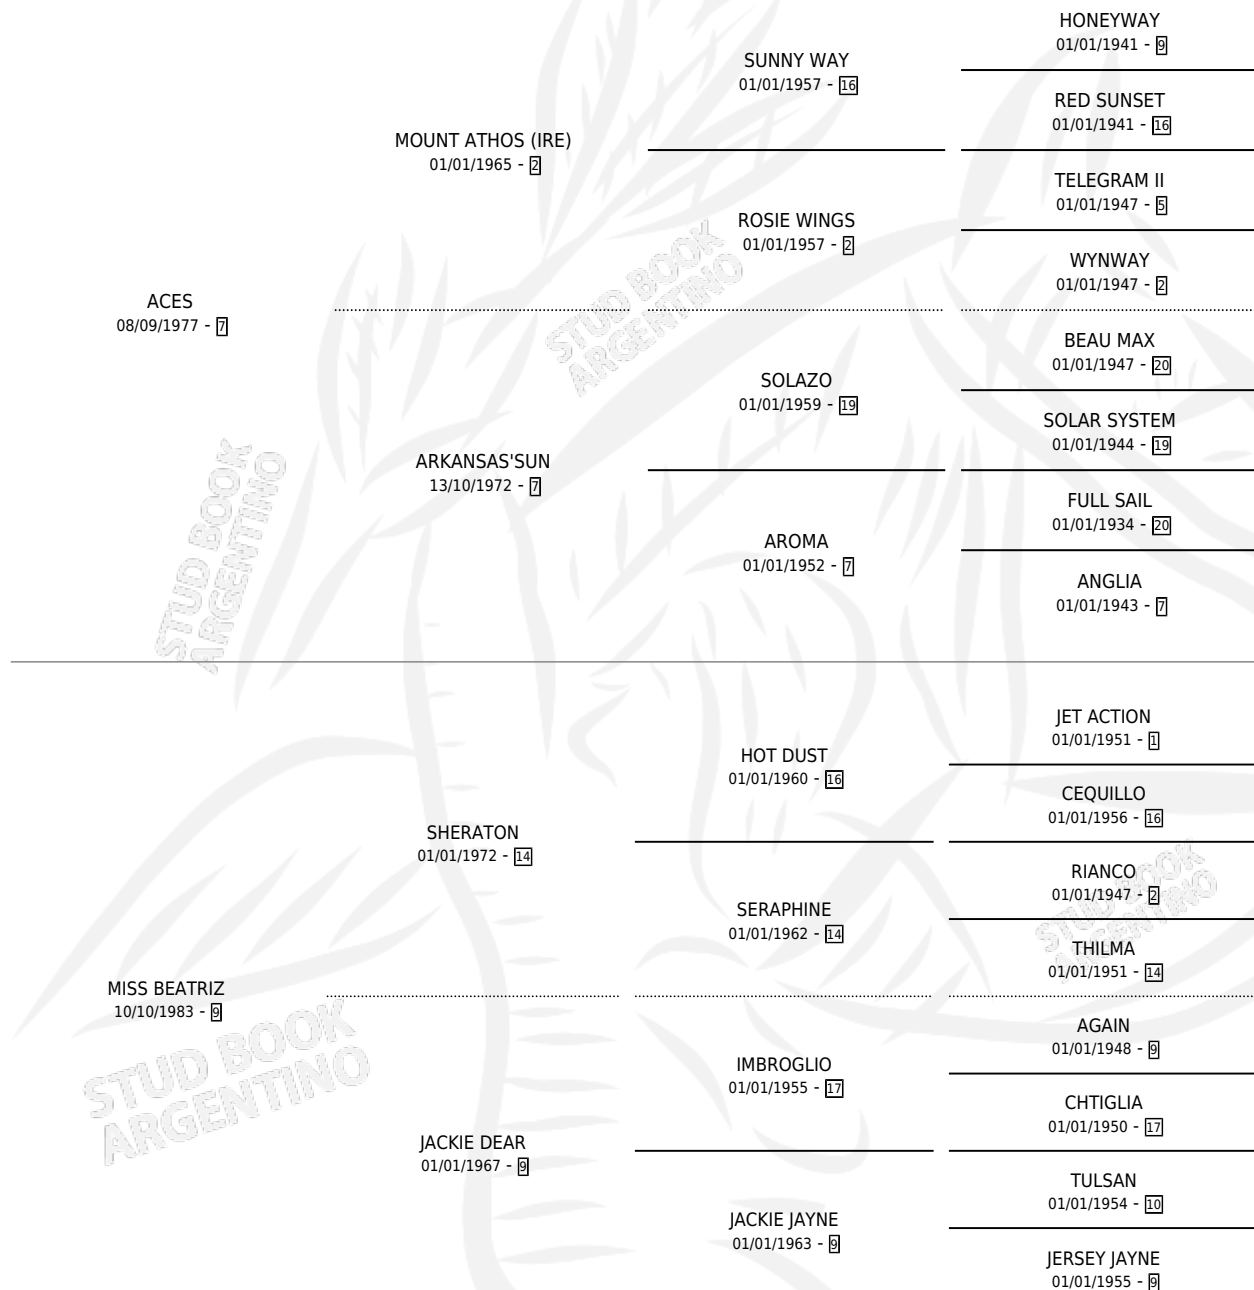 HONEYWAY
01/01/1941 - 9
SUNNY WAY
01/01/1957 - 16
RED SUNSET
01/01/1941 - 16
MOUNT ATHOS (IRE)
01/01/1965 - 2
TELEGRAM II
01/01/1947 - 5
ROSIE WINGS
01/01/1957 - 2
WYNWAY
01/01/1947 - 2
ACES
08/09/1977 - 7
BEAU MAX
01/01/1947 - 20
SOLAZO
01/01/1959 - 19
SOLAR SYSTEM
01/01/1944 - 19
ARKANSAS'SUN
13/10/1972 - 7
FULL SAIL
01/01/1934 - 20
AROMA
01/01/1952 - 7
ANGLIA
01/01/1943 - 7
JET ACTION
01/01/1951 - 1
HOT DUST
01/01/1960 - 16
CEQUILLO
01/01/1956 - 16
SHERATON
01/01/1972 - 14
RIANCO
01/01/1947 - 2
SERAPHINE
01/01/1962 - 14
THILMA
01/01/1951 - 14
MISS BEATRIZ
10/10/1983 - 9
AGAIN
01/01/1948 - 9
IMBROGLIO
01/01/1955 - 17
CHTIGLIA
01/01/1950 - 17
JACKIE DEAR
01/01/1967 - 9
TULSAN
01/01/1954 - 10
JACKIE JAYNE
01/01/1963 - 9
JERSEY JAYNE
01/01/1955 - 9
STUD BOOK
ARGENTINO
STUD BOOK
ARGENTINO
STUD BOOK
ARGENTINO
STUD BOOK
ARGENTINO